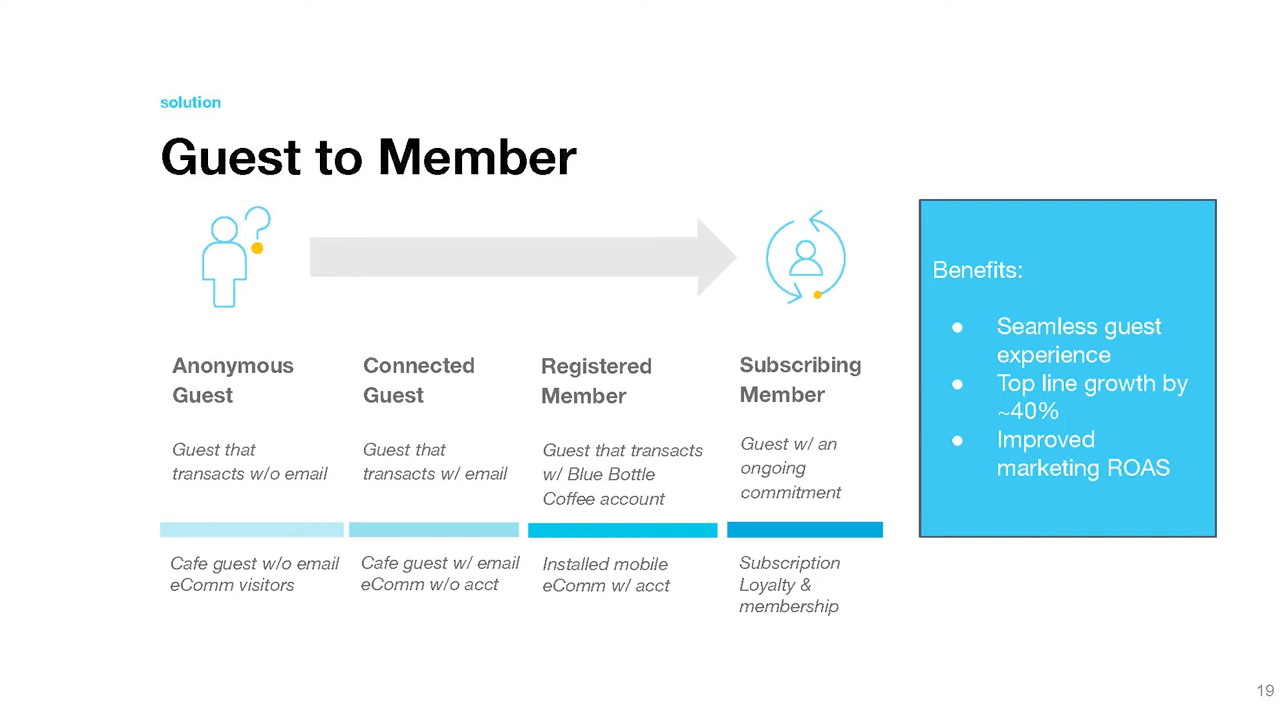 solution
Guest to Member
Anonymous
Guest
Guest that
transacts w/o email
Cafe guest w/o email
eComm visitors
Connected
Guest
Guest that
transacts w/ email
Cafe guest w/ email
eComm w/o acct
Registered
Member
Guest that transacts
w/ Blue Bottle
Coffee account
Installed mobile
eComm w/ acct
Subscribing
Member
Guest w/ an
ongoing
commitment
Subscription
Loyalty &
membership
Benefits:
● Seamless guest
experience
● Top line growth by
~40%
● Improved
marketing ROAS
19